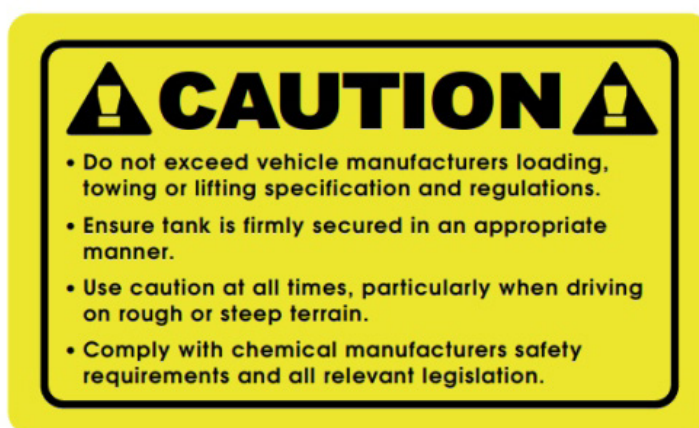 CAUTION
• Do not exceed vehicle manufacturers loading,
towing or lifting specification and regulations.
• Ensure tank is firmly secured in an appropriate
manner.
• Use caution at all times, particularly when driving
on rough or steep terrain.
• Comply with chemical manufacturers safety
requirements and all relevant legislation.